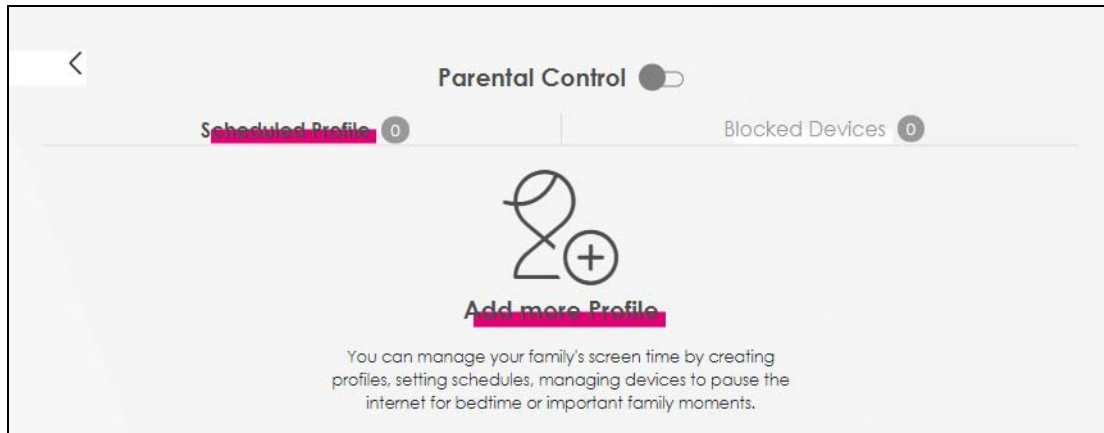 Parental Control
Scheduled Profile 0
Blocked Devices 0
Add more Profile
You can manage your family's screen time by creating
profiles, setting schedules, managing devices to pause the
internet for bedtime or important family moments.